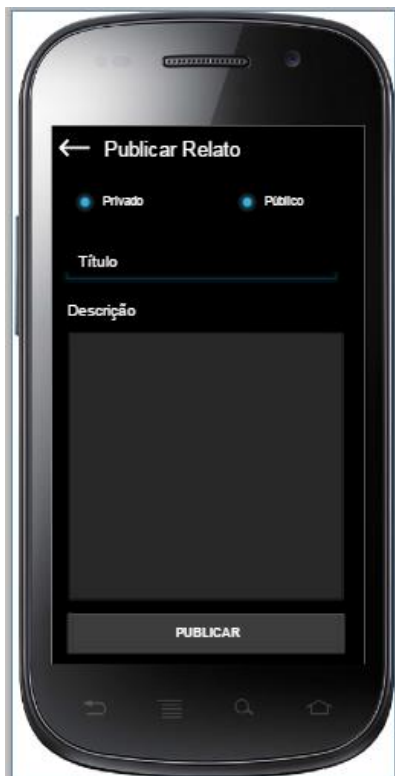 Publicar Relato
Privado Público
Título
Descrição
PUBLICAR